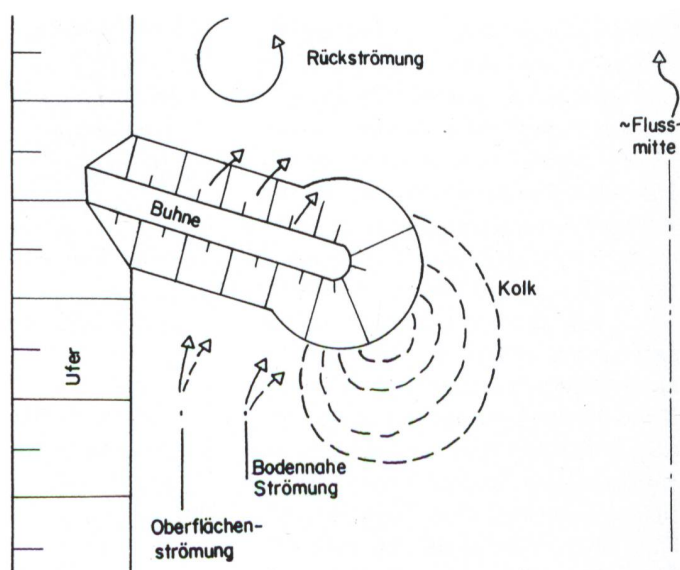 Rückströmung
~Fluss-
mitte
Buhne
Kolk
Ufer
Bodennahe
Strömung
Oberflächen-
strömung